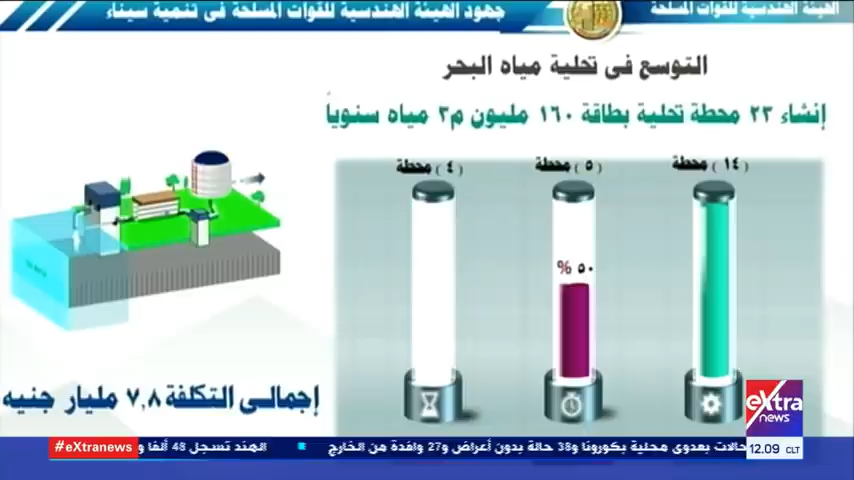 الهيئة الهندسية للقوات المسلحة
جهود الهيئة الهندسية للقوات المسلحة فى تنمية سيناء
التوسع فى تحلية مياه البحر
إنشاء ٢٣ محطة تحلية بطاقة ١٦٠ مليون م٣ مياه سنوياً
( ١٤ ) محطة
( ٥ ) محطة
( ٤ ) محطة
٥٠ %
إجمالى التكلفة ٧,٨ مليار جنيه
eXtra
news
12.09 CLT
حالات بعدوى محلية بكورونا و38 حالة بدون أعراض و27 وافدة من الخارج ■ الهند تسجل 48 ألفا و
#eXtranews